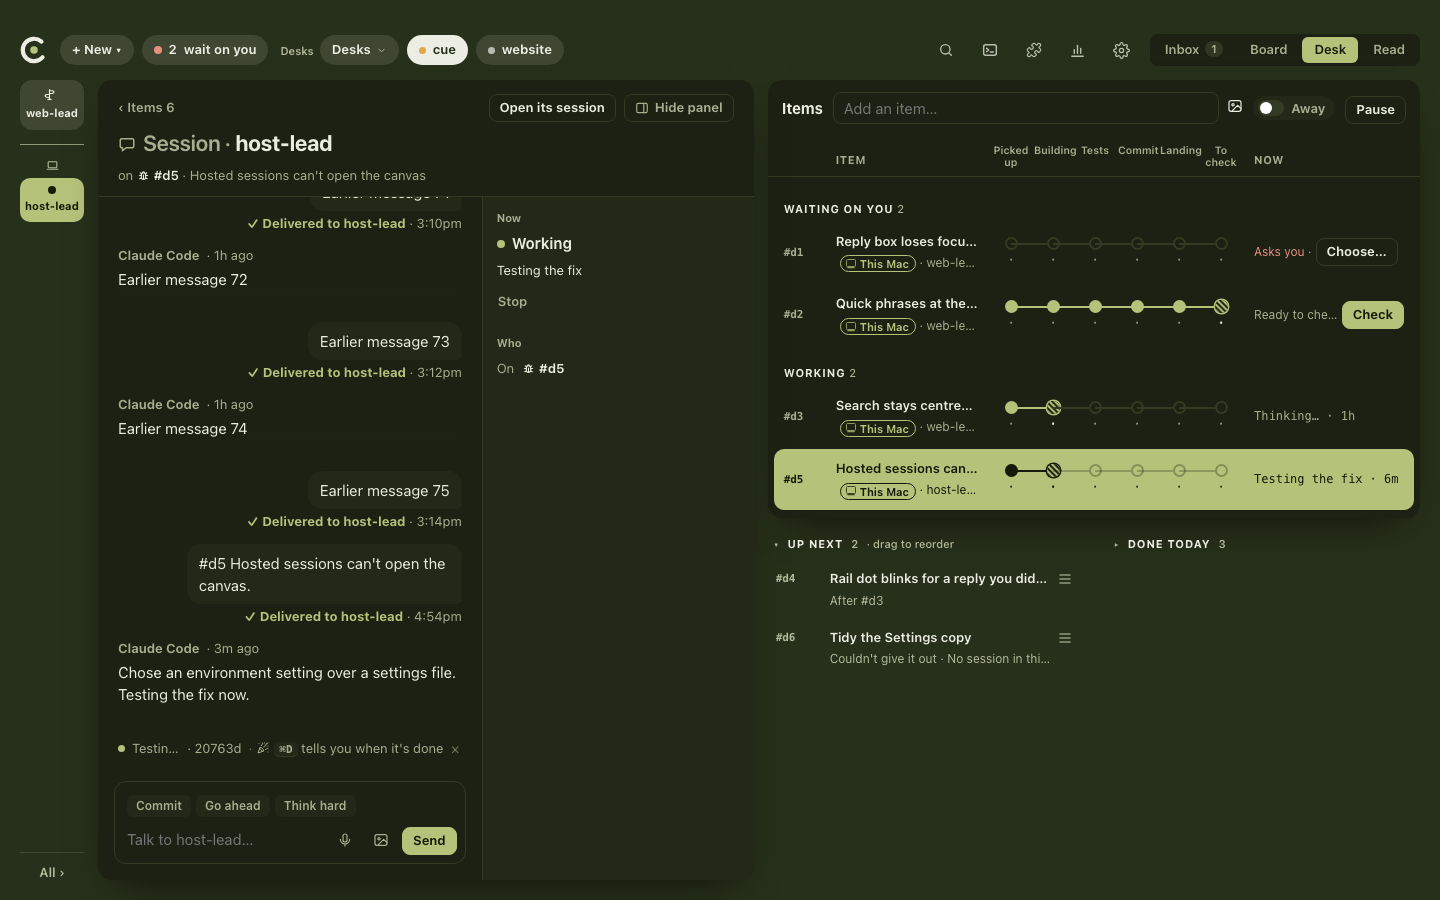 + New ▾
2 wait on you
Desks
Desks
cue
website
Inbox 1
Board
Desk
Read
web-lead
host-lead
All ›
‹ Items 6
Open its session
Hide panel
Session · host-lead
on #d5 · Hosted sessions can't open the canvas
✓ Delivered to host-lead · 3:10pm
Claude Code · 1h ago
Earlier message 72
Earlier message 73
✓ Delivered to host-lead · 3:12pm
Claude Code · 1h ago
Earlier message 74
Earlier message 75
✓ Delivered to host-lead · 3:14pm
#d5 Hosted sessions can't open the
canvas.
✓ Delivered to host-lead · 4:54pm
Claude Code · 3m ago
Chose an environment setting over a settings file.
Testing the fix now.
Testin... · 20763d · ⌘D tells you when it's done ×
Commit
Go ahead
Think hard
Talk to host-lead...
Send
Now
Working
Testing the fix
Stop
Who
On #d5
Items
Add an item...
Away
Pause
ITEM
Picked up
Building
Tests
Commit
Landing
To check
NOW
WAITING ON YOU 2
#d1
Reply box loses focu...
This Mac · web-le...
Asks you ·
Choose...
#d2
Quick phrases at the...
This Mac · web-le...
Ready to che...
Check
WORKING 2
#d3
Search stays centre...
This Mac · web-le...
Thinking… · 1h
#d5
Hosted sessions can...
This Mac · host-le...
Testing the fix · 6m
▾ UP NEXT 2 · drag to reorder
#d4
Rail dot blinks for a reply you did...
After #d3
#d6
Tidy the Settings copy
Couldn't give it out · No session in thi...
▸ DONE TODAY 3